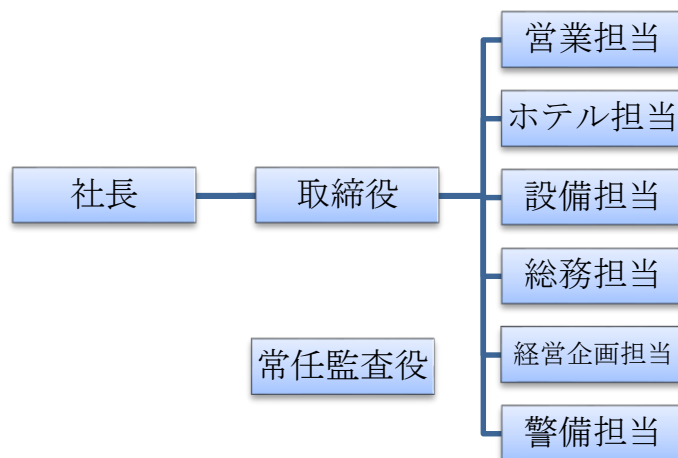 社長
取締役
常任監査役
営業担当
ホテル担当
設備担当
総務担当
経営企画担当
警備担当